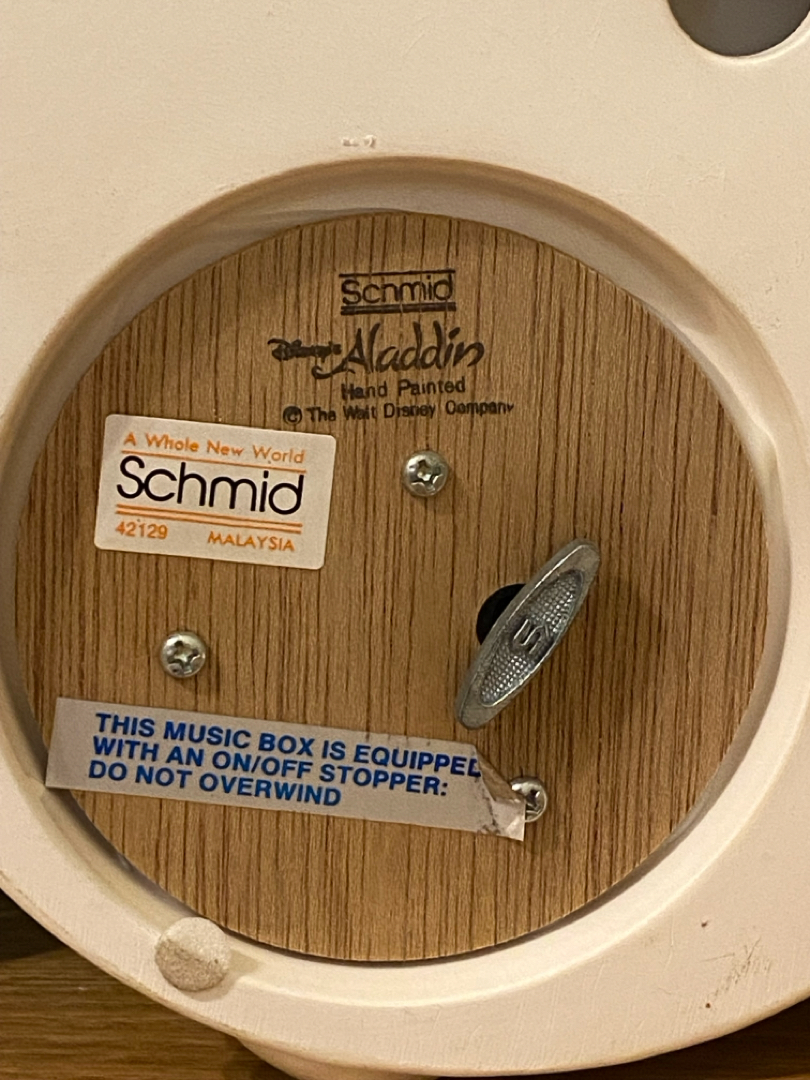 Schmid
Disney's Aladdin
Hand Painted
© The Walt Disney Company
A Whole New World
Schmid
42129 MALAYSIA
S
THIS MUSIC BOX IS EQUIPPED
WITH AN ON/OFF STOPPER:
DO NOT OVERWIND